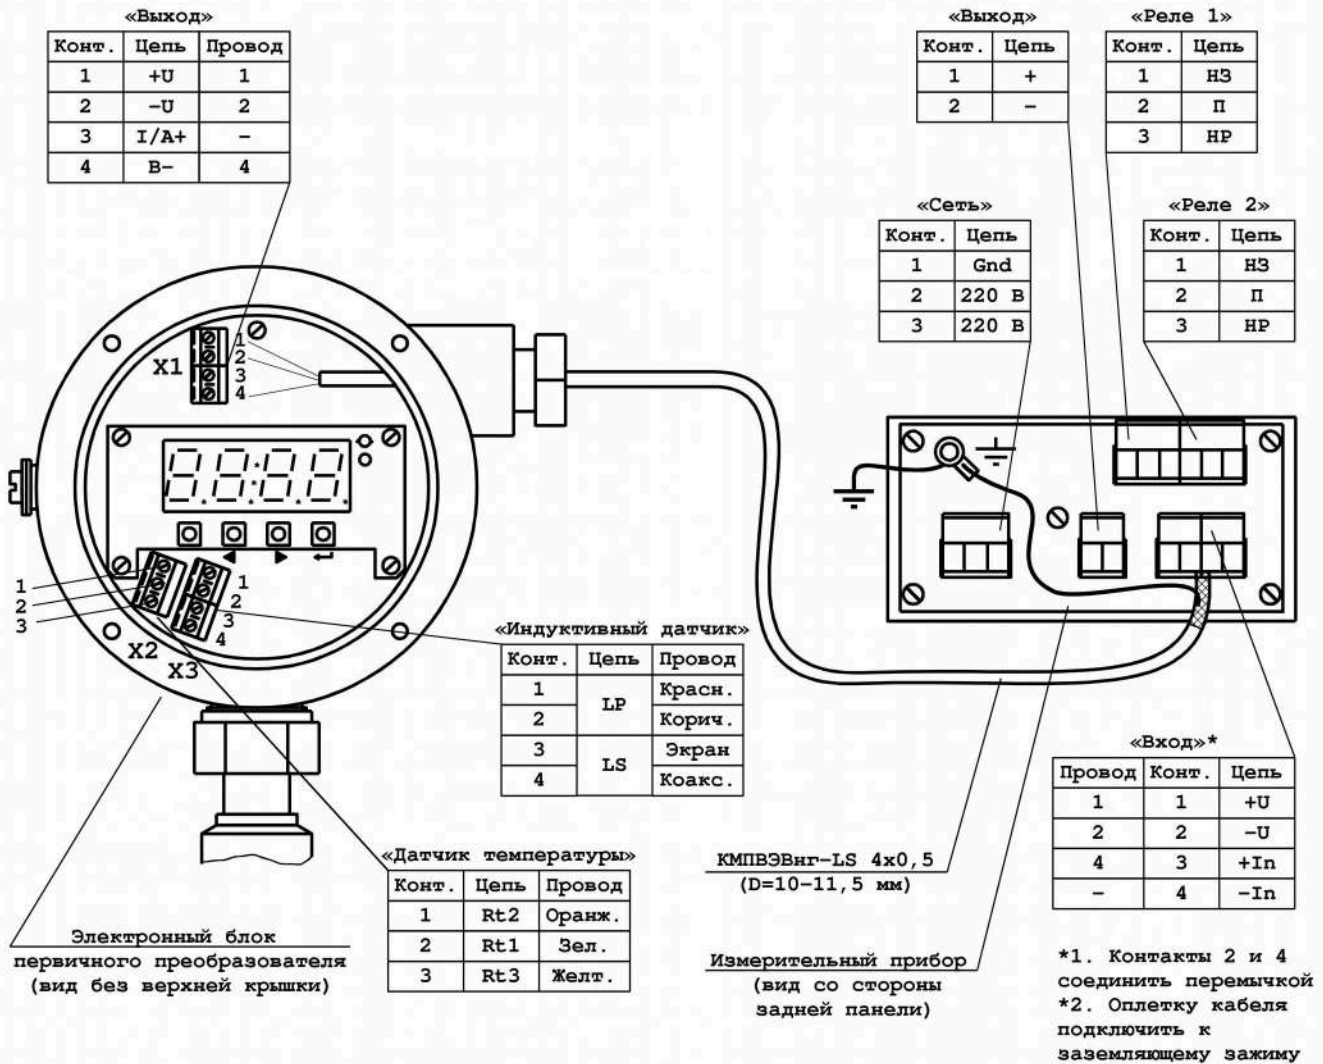 «Выход»
Конт. Цепь Провод
1 +U 1
2 -U 2
3 I/A+ -
4 B- 4
«Выход»
Конт. Цепь
1 +
2 -
«Реле 1»
Конт. Цепь
1 НЗ
2 П
3 НР
«Сеть»
Конт. Цепь
1 Gnd
2 220 В
3 220 В
«Реле 2»
Конт. Цепь
1 НЗ
2 П
3 НР
X1
1
2
3
4
1
2
3
1
2
3
4
X2
X3
«Индуктивный датчик»
Конт. Цепь Провод
1 LP Красн.
2 Корич.
3 LS Экран
4 Коакс.
«Вход»*
Провод Конт. Цепь
1 1 +U
2 2 -U
4 3 +In
- 4 -In
«Датчик температуры»
Конт. Цепь Провод
1 Rt2 Оранж.
2 Rt1 Зел.
3 Rt3 Желт.
КМПВЭВнг-LS 4x0,5
(D=10-11,5 мм)
Электронный блок
первичного преобразователя
(вид без верхней крышки)
Измерительный прибор
(вид со стороны
задней панели)
*1. Контакты 2 и 4
соединить перемычкой
*2. Оплетку кабеля
подключить к
заземляющему зажиму